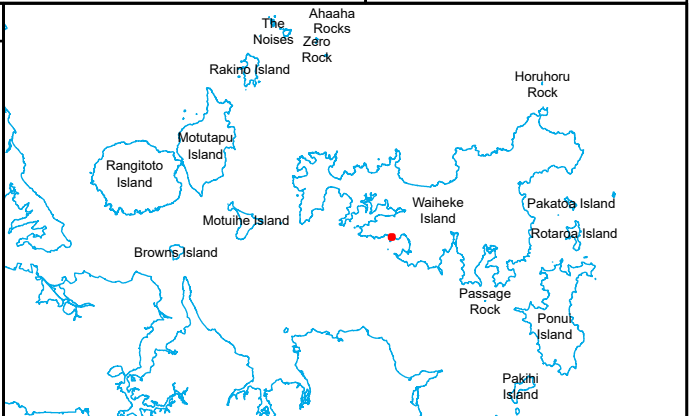 Ahaaha
Rocks
The
Noises
Zero
Rock
Rakino Island
Horuhoru
Rock
Motutapu
Island
Rangitoto
Island
Waiheke
Island
Pakatoa Island
Motuihe Island
Rotaroa Island
Browns Island
Passage
Rock
Ponui
Island
Pakihi
Island